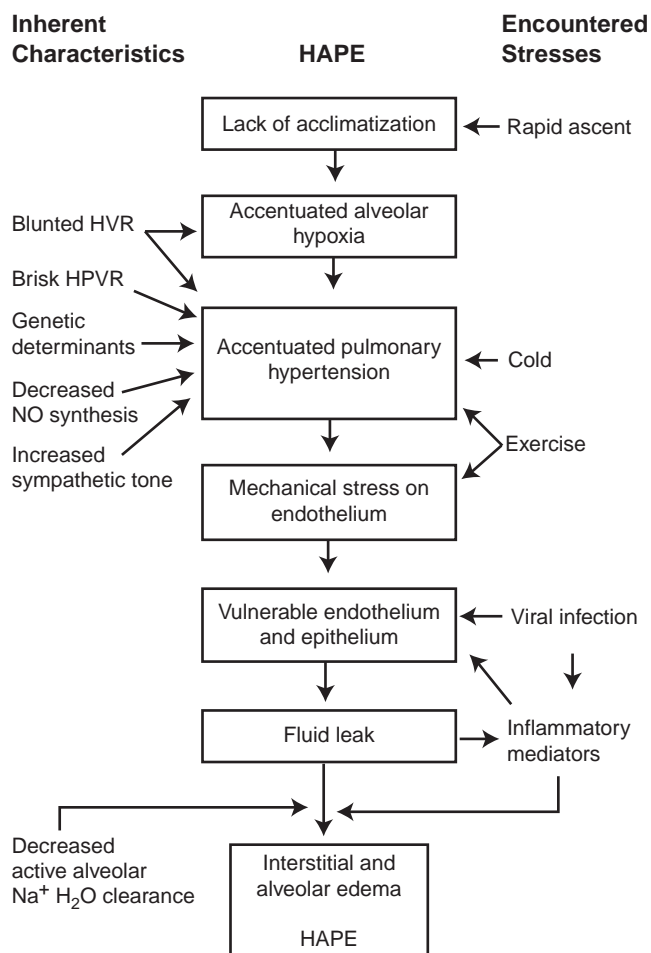 Inherent
Characteristics
HAPE
Encountered
Stresses
Lack of acclimatization
Rapid ascent
Accentuated alveolar
hypoxia
Blunted HVR
Brisk HPVR
Genetic
determinants
Decreased
NO synthesis
Increased
sympathetic tone
Accentuated pulmonary
hypertension
Cold
Exercise
Mechanical stress on
endothelium
Vulnerable endothelium
and epithelium
Viral infection
Fluid leak
Inflammatory
mediators
Decreased
active alveolar
Na⁺ H₂O clearance
Interstitial and
alveolar edema
HAPE